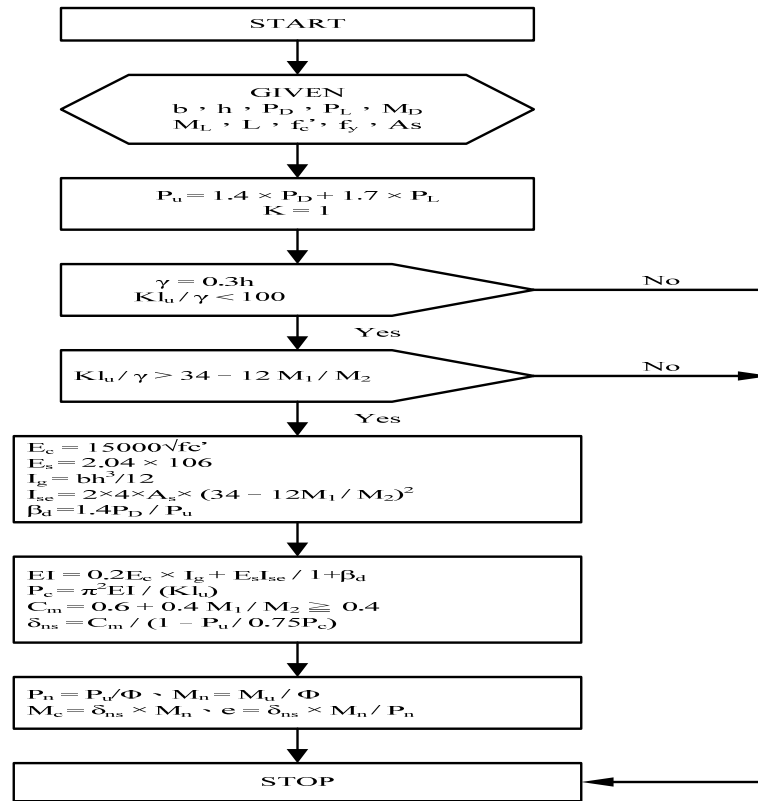 START
GIVEN
b , h , P_D , P_L , M_D
M_L , L , f_c’ , f_y , As
P_u = 1.4 × P_D + 1.7 × P_L
K = 1
γ = 0.3h
Kl_u / γ < 100
No
Yes
Kl_u / γ > 34 − 12 M_1 / M_2
No
Yes
E_c = 15000√fc’
E_s = 2.04 × 106
I_g = bh³/12
I_se = 2×4×A_s× (34 − 12M_1 / M_2)²
β_d =1.4P_D / P_u
EI = 0.2E_c × I_g + E_sI_se / 1+β_d
P_c = π²EI / (Kl_u)
C_m = 0.6 + 0.4 M_1 / M_2 ≧ 0.4
δ_ns = C_m / (1 − P_u / 0.75P_c)
P_n = P_u/Φ、M_n = M_u / Φ
M_c = δ_ns × M_n、e = δ_ns × M_n / P_n
STOP